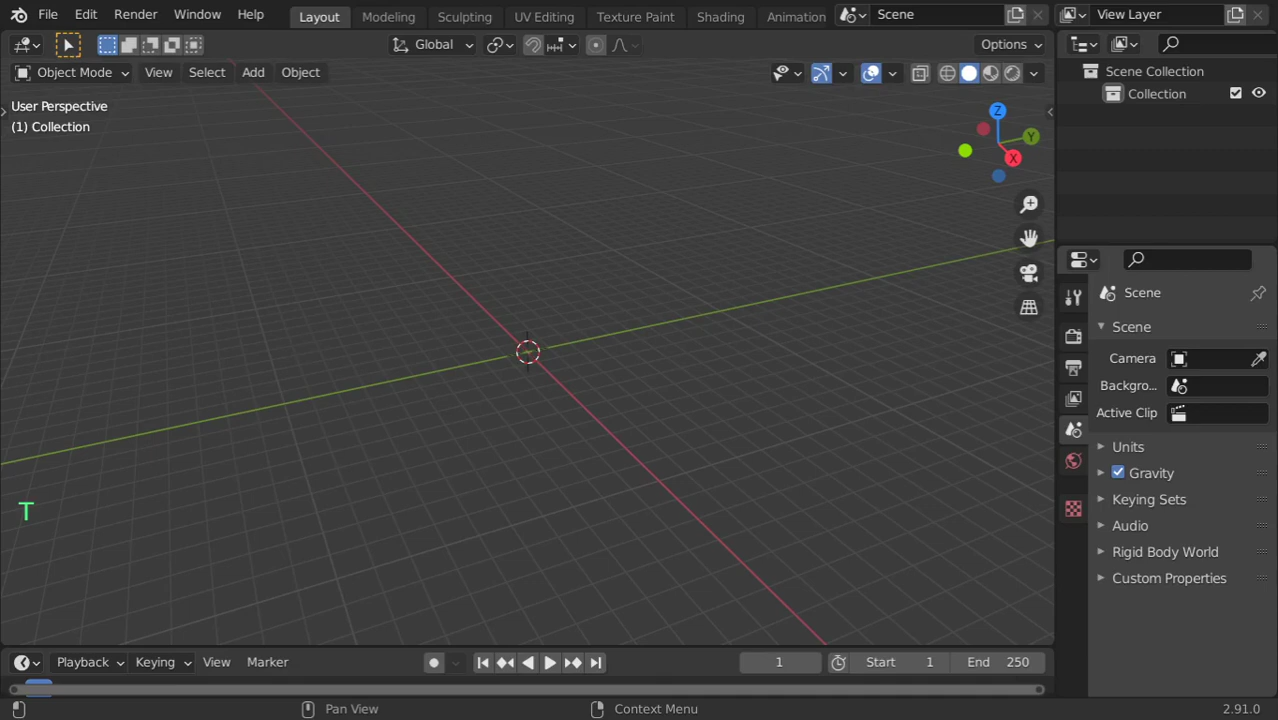 File Edit Render Window Help Layout Modeling Sculpting UV Editing Texture Paint Shading Animation Scene View Layer
Global Options
Object Mode View Select Add Object
User Perspective
(1) Collection
Z
Y
X
T
Scene Collection
Collection
Scene
Scene
Camera
Backgro...
Active Clip
Units
Gravity
Keying Sets
Audio
Rigid Body World
Custom Properties
Playback Keying View Marker 1 Start 1 End 250
Pan View Context Menu 2.91.0